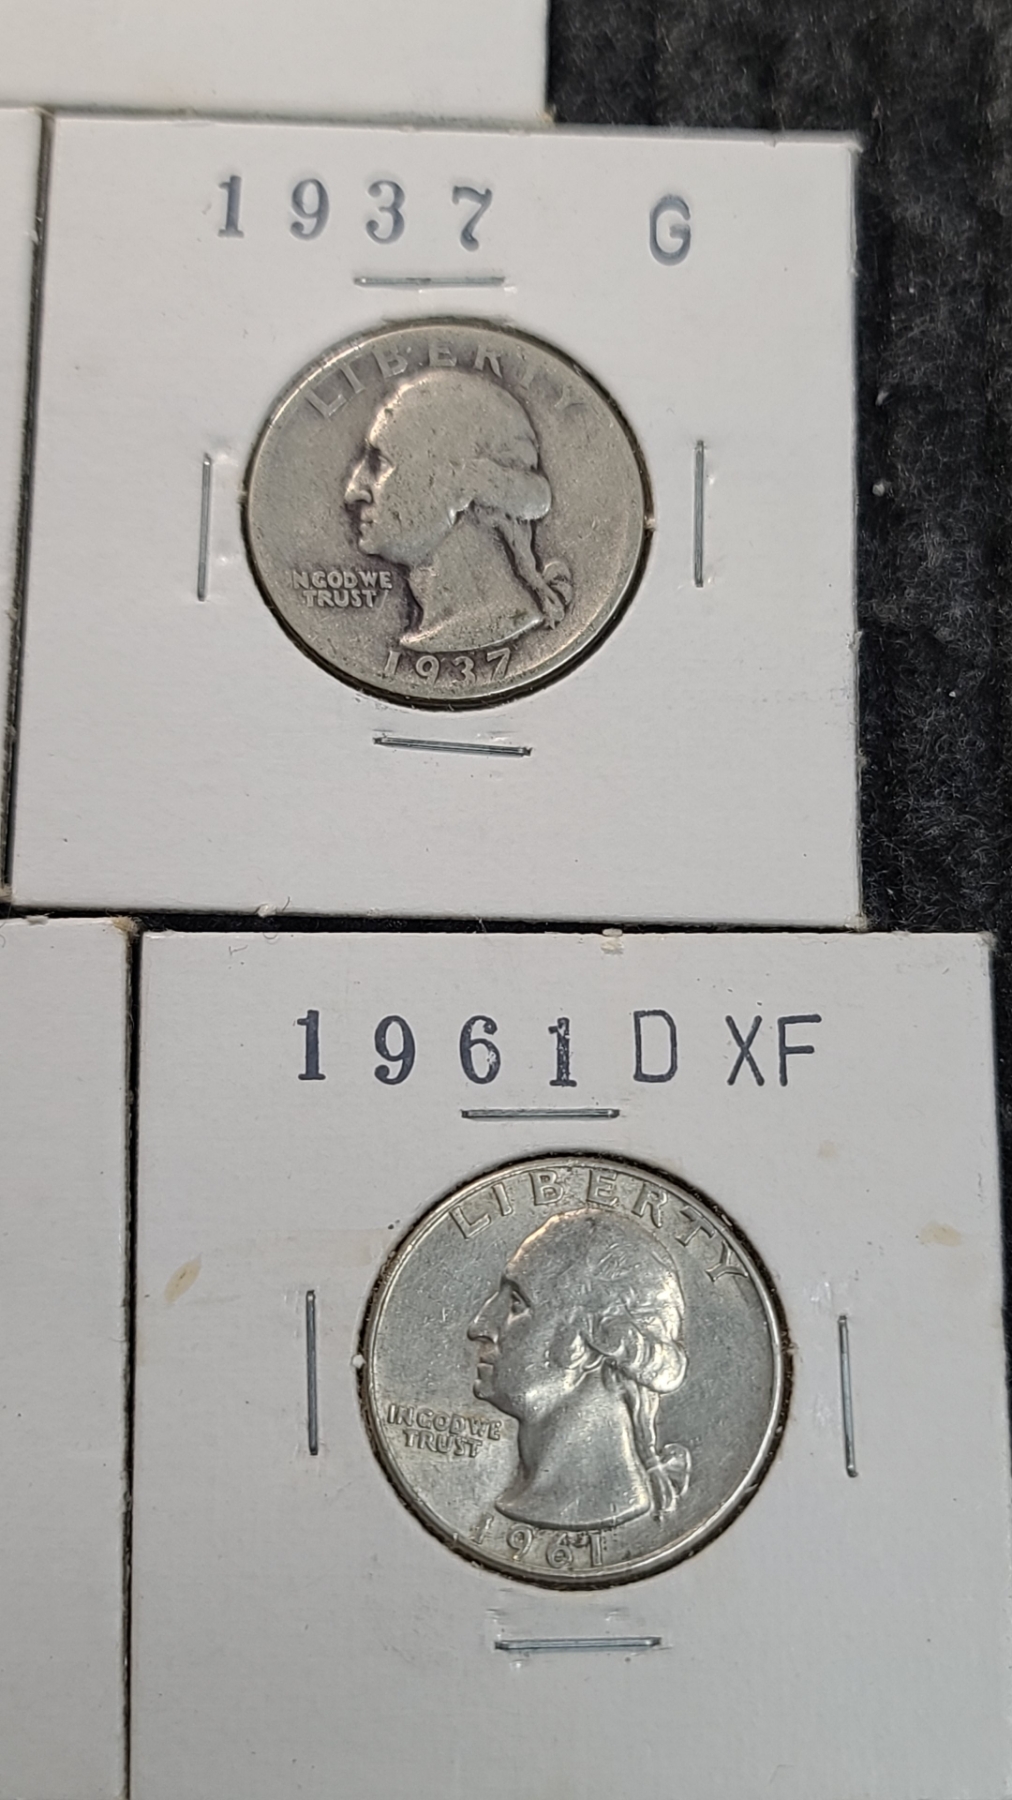 1937 G
LIBERTY
IN GOD WE
TRUST
1937
1961 D XF
LIBERTY
IN GOD WE
TRUST
1961